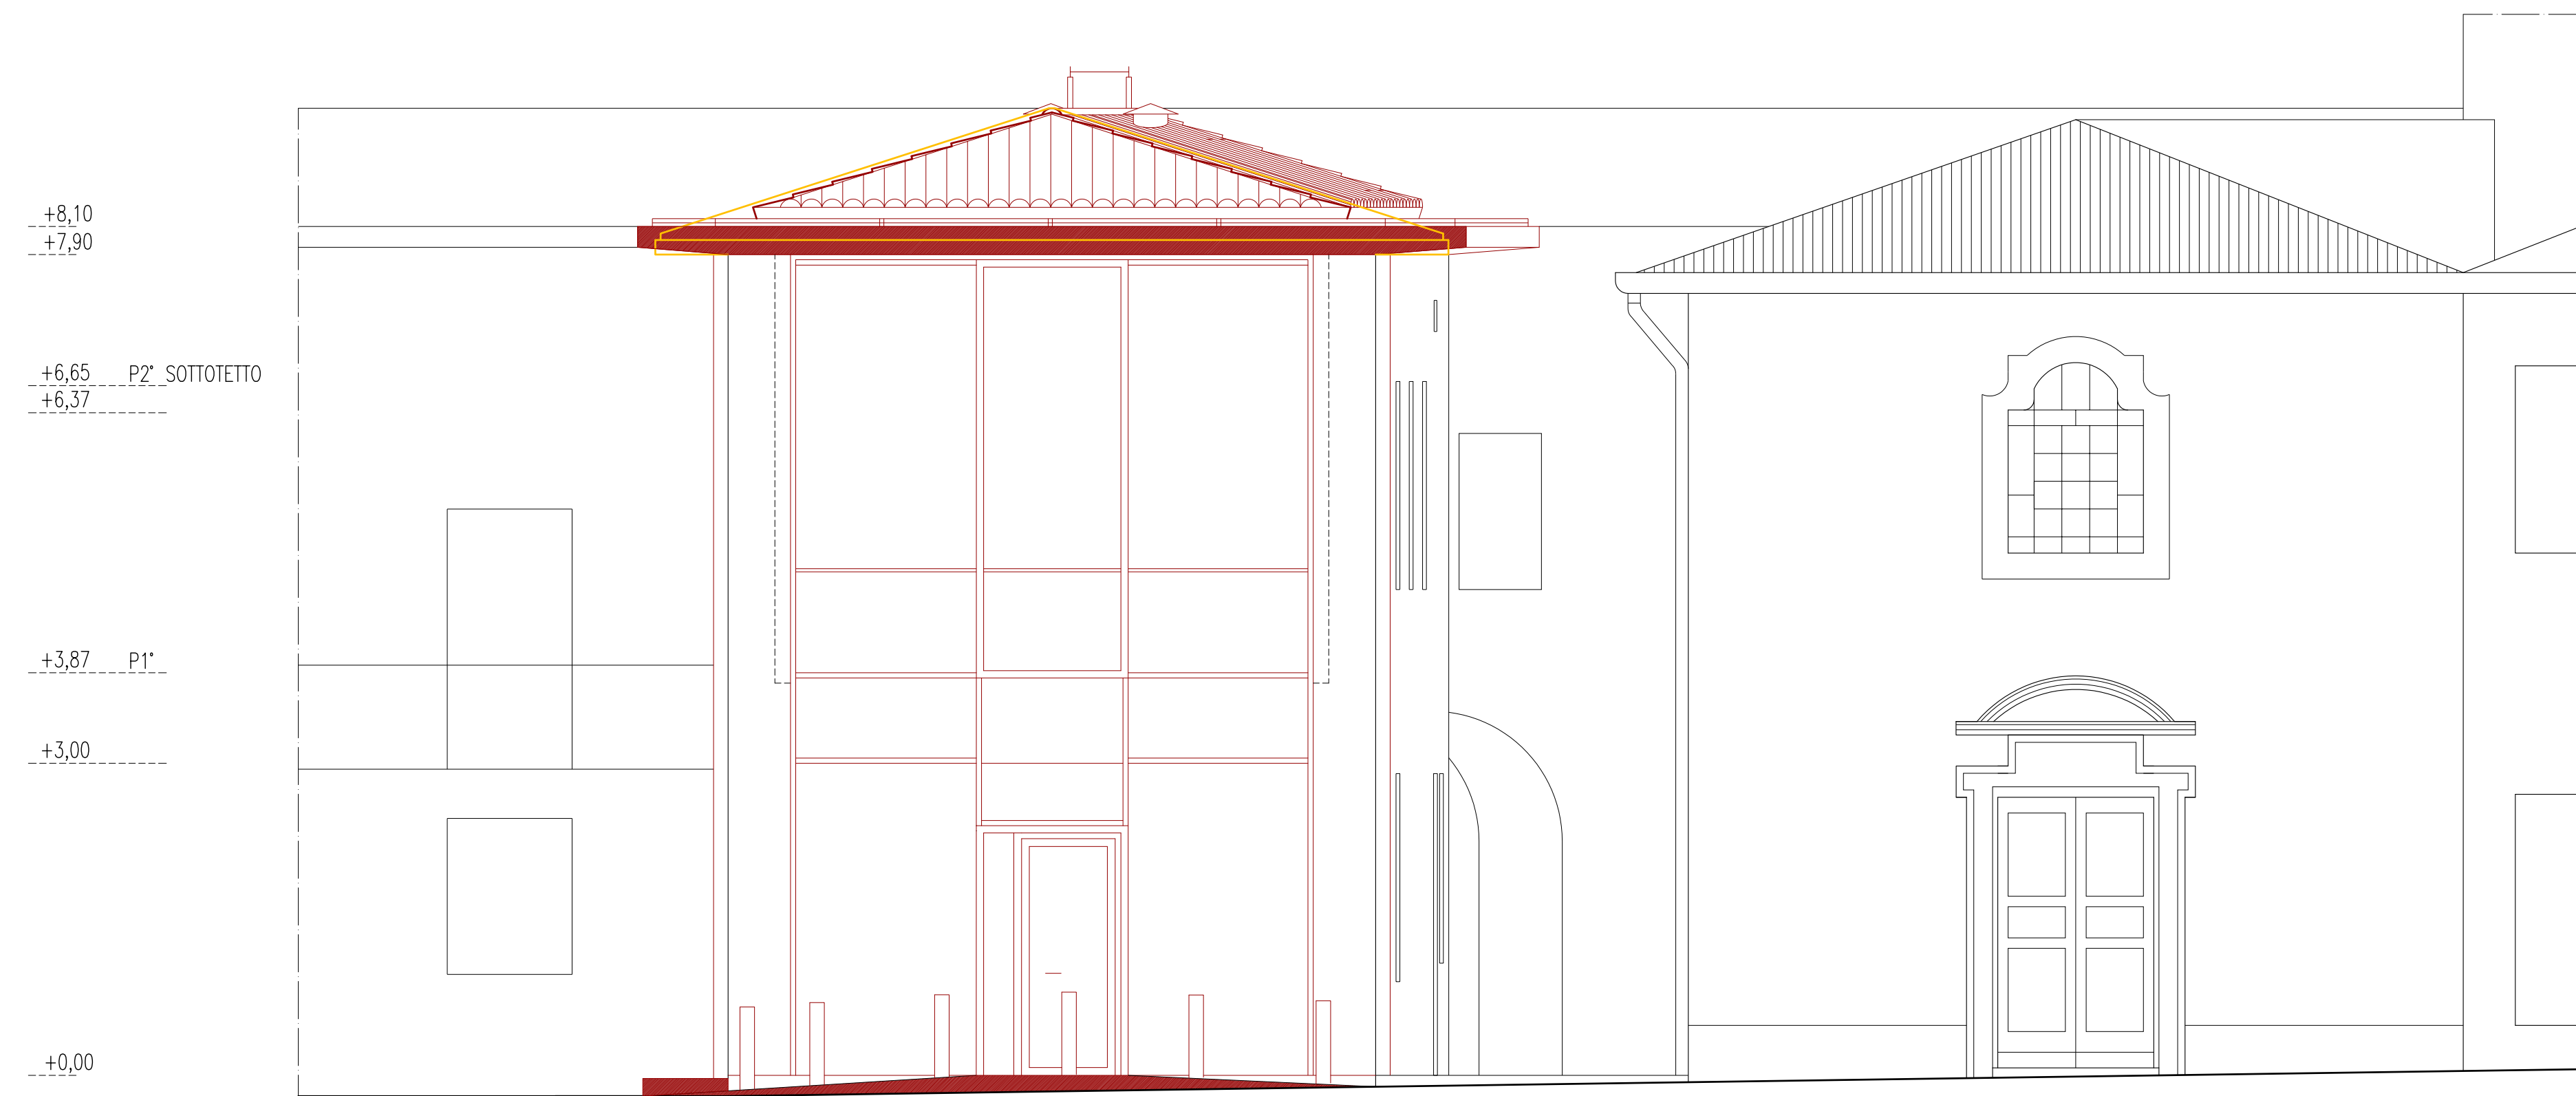 +8,10
+7,90
+6,65 P2° SOTTOTETTO
+6,37
+3,87 P1°
+3,00
+0,00